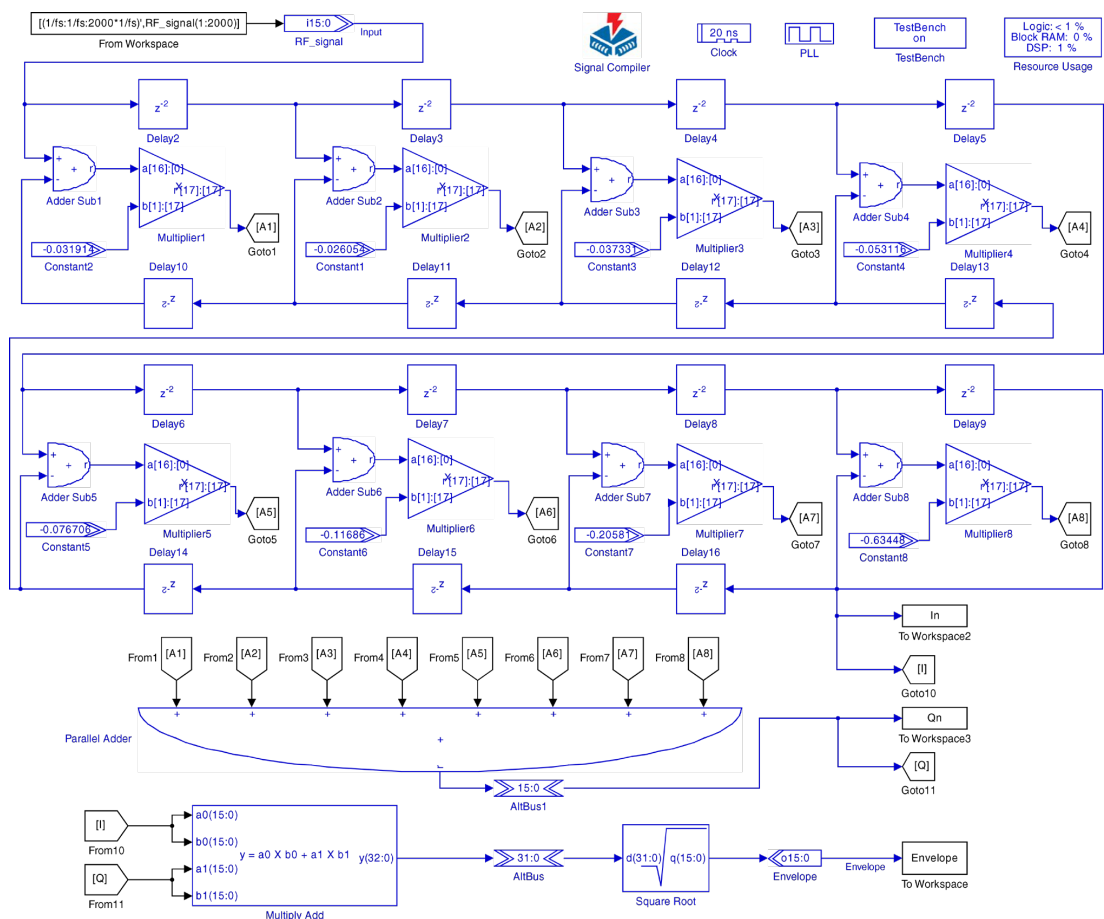 [(1/fs:1/fs:2000*1/fs)',RF_signal(1:2000)]
From Workspace
i15:0
RF_signal
Input
Signal Compiler
20 ns
Clock
PLL
TestBench
on
TestBench
Logic: < 1 %
Block RAM: 0 %
DSP: 1 %
Resource Usage
z-2
Delay2
z-2
Delay3
z-2
Delay4
z-2
Delay5
+
-
+
r
Adder Sub1
a[16]:[0]
x
r[17]:[17]
b[1]:[17]
Multiplier1
[A1]
Goto1
-0.031914
Constant2
+
-
+
r
Adder Sub2
a[16]:[0]
x
r[17]:[17]
b[1]:[17]
Multiplier2
[A2]
Goto2
-0.026054
Constant1
+
-
+
r
Adder Sub3
a[16]:[0]
x
r[17]:[17]
b[1]:[17]
Multiplier3
[A3]
Goto3
-0.037331
Constant3
+
-
+
r
Adder Sub4
a[16]:[0]
x
r[17]:[17]
b[1]:[17]
Multiplier4
[A4]
Goto4
-0.053116
Constant4
Delay10
z-2
Delay11
z-2
Delay12
z-2
Delay13
z-2
z-2
Delay6
z-2
Delay7
z-2
Delay8
z-2
Delay9
+
-
+
r
Adder Sub5
a[16]:[0]
x
r[17]:[17]
b[1]:[17]
Multiplier5
[A5]
Goto5
-0.076706
Constant5
+
-
+
r
Adder Sub6
a[16]:[0]
x
r[17]:[17]
b[1]:[17]
Multiplier6
[A6]
Goto6
-0.11686
Constant6
+
-
+
r
Adder Sub7
a[16]:[0]
x
r[17]:[17]
b[1]:[17]
Multiplier7
[A7]
Goto7
-0.20581
Constant7
+
-
+
r
Adder Sub8
a[16]:[0]
x
r[17]:[17]
b[1]:[17]
Multiplier8
[A8]
Goto8
-0.63448
Constant8
Delay14
z-2
Delay15
z-2
Delay16
z-2
In
To Workspace2
[I]
Goto10
From1
[A1]
From2
[A2]
From3
[A3]
From4
[A4]
From5
[A5]
From6
[A6]
From7
[A7]
From8
[A8]
+ + + + + + + +
+
r
Parallel Adder
15:0
AltBus1
Qn
To Workspace3
[Q]
Goto11
[I]
From10
[Q]
From11
a0(15:0)
b0(15:0)
a1(15:0)
b1(15:0)
y = a0 X b0 + a1 X b1
y(32:0)
Multiply Add
31:0
AltBus
d(31:0)
q(15:0)
Square Root
o15:0
Envelope
Envelope
Envelope
To Workspace